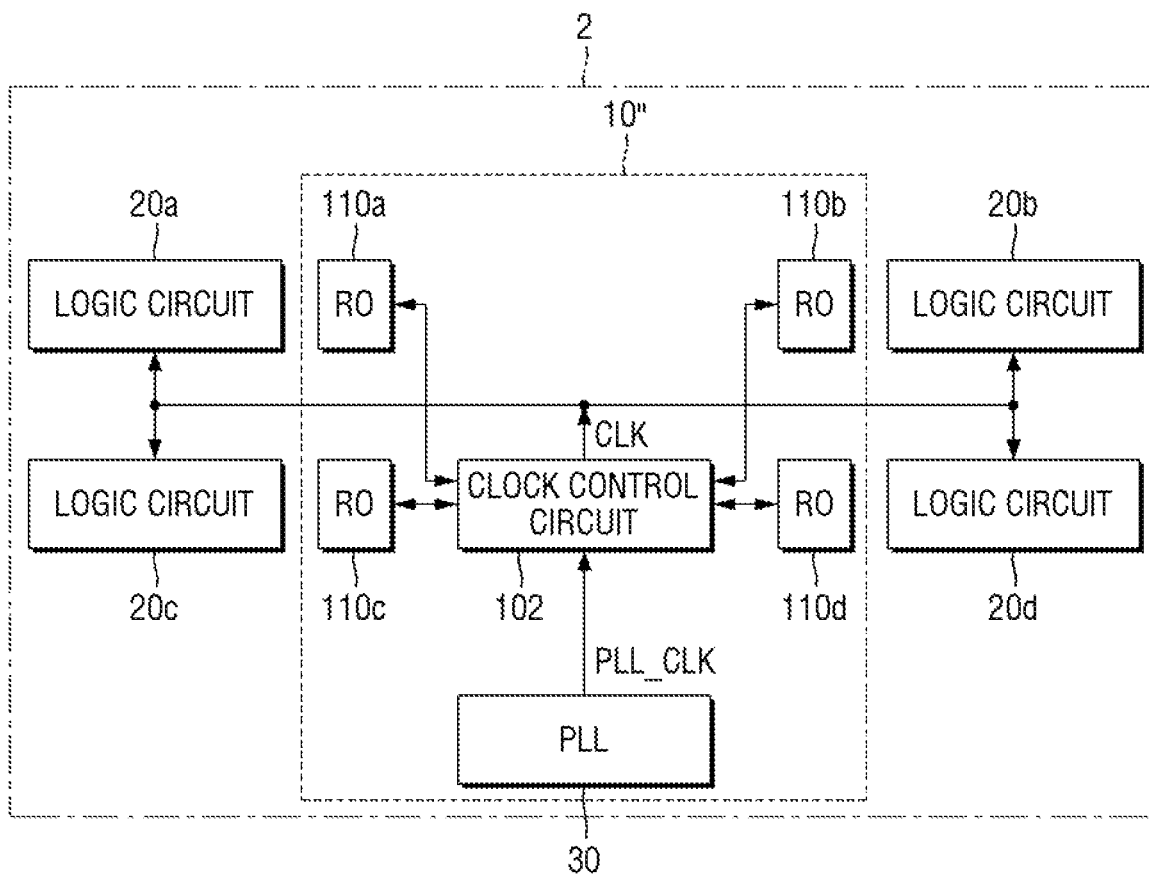 2
10"
20a
110a
110b
20b
LOGIC CIRCUIT
RO
RO
LOGIC CIRCUIT
CLK
LOGIC CIRCUIT
RO
CLOCK CONTROL
CIRCUIT
RO
LOGIC CIRCUIT
20c
110c
102
110d
20d
PLL_CLK
PLL
30